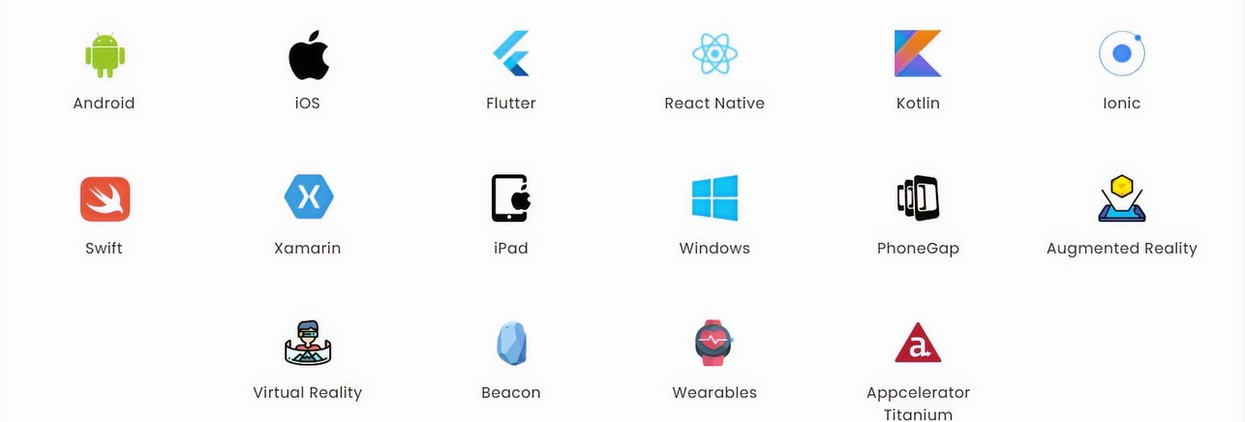 Android
iOS
Flutter
React Native
Kotlin
Ionic
Swift
Xamarin
iPad
Windows
PhoneGap
Augmented Reality
Virtual Reality
Beacon
Wearables
Appcelerator
Titanium